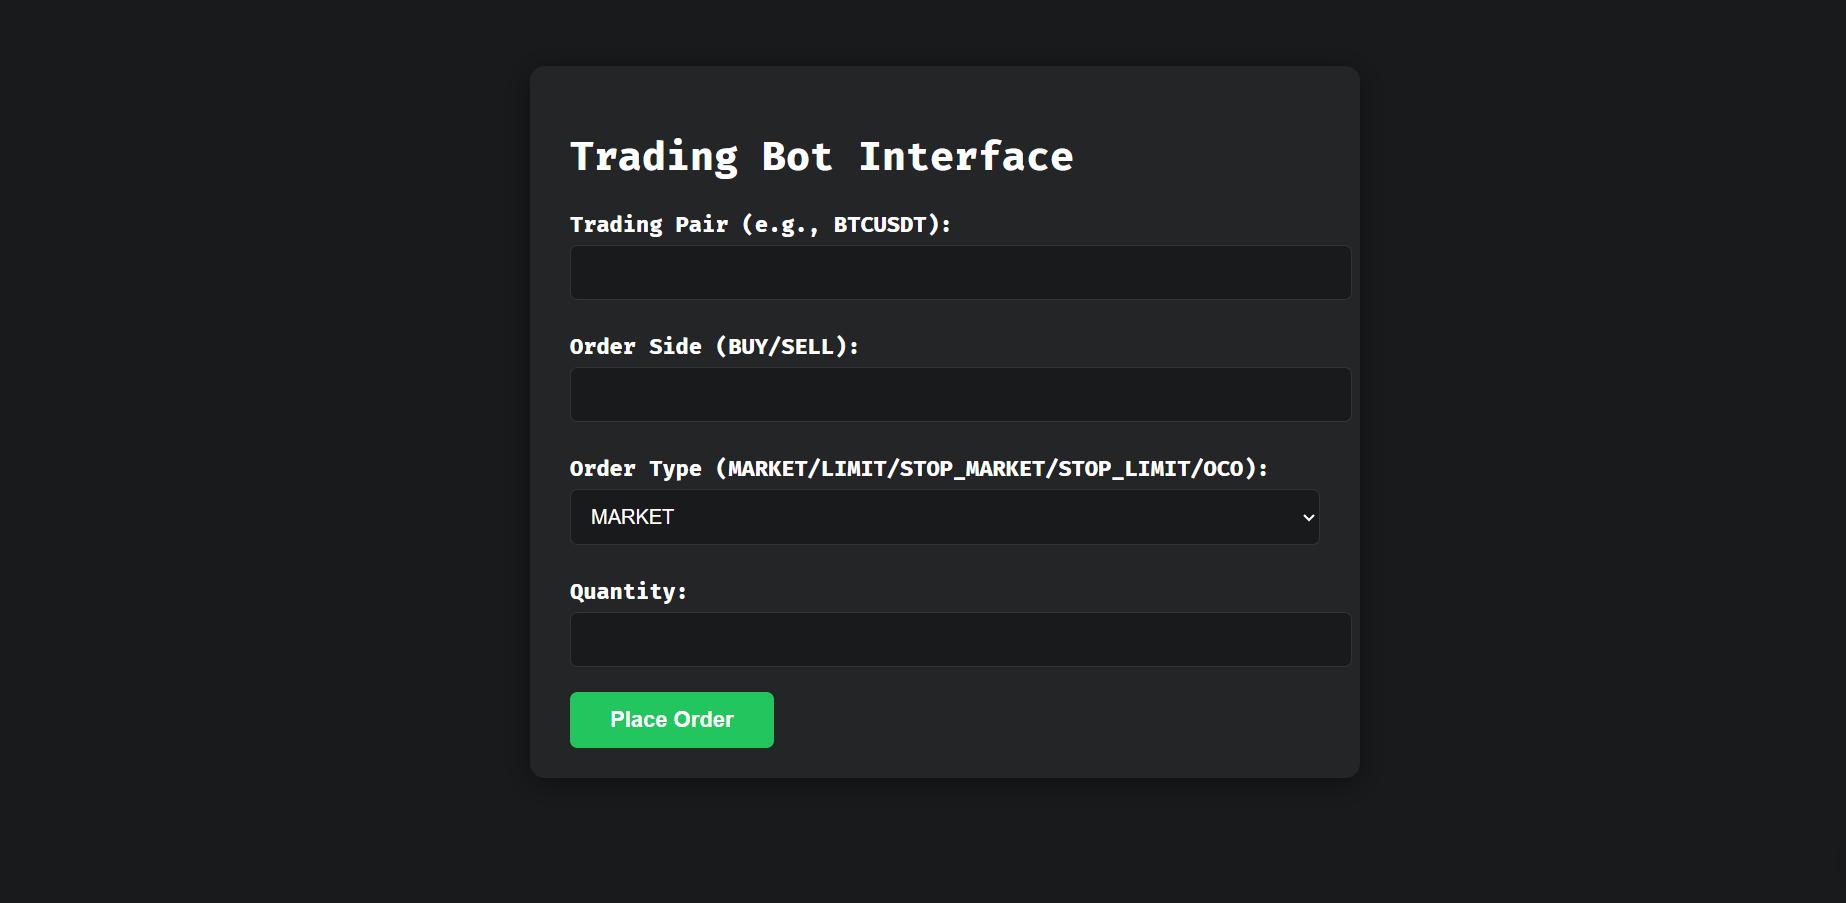 Trading Bot Interface
Trading Pair (e.g., BTCUSDT):
Order Side (BUY/SELL):
Order Type (MARKET/LIMIT/STOP_MARKET/STOP_LIMIT/OCO):
MARKET
Quantity:
Place Order